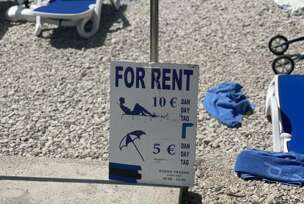 FOR RENT
10 €
DAN
DAY
TAG
5 €
DAN
DAY
TAG